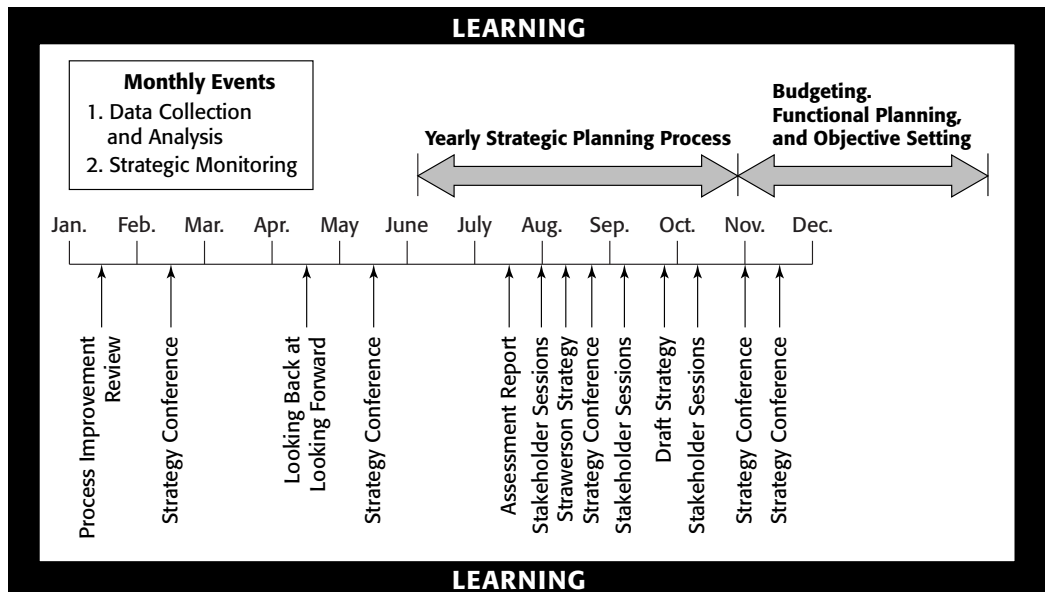 LEARNING
Monthly Events
1. Data Collection
and Analysis
2. Strategic Monitoring
Yearly Strategic Planning Process
Budgeting.
Functional Planning,
and Objective Setting
Jan. Feb. Mar. Apr. May June July Aug. Sep. Oct. Nov. Dec.
Process Improvement
Review
Strategy Conference
Looking Back at
Looking Forward
Strategy Conference
Assessment Report
Stakeholder Sessions
Strawerson Strategy
Strategy Conference
Stakeholder Sessions
Draft Strategy
Stakeholder Sessions
Strategy Conference
Strategy Conference
LEARNING